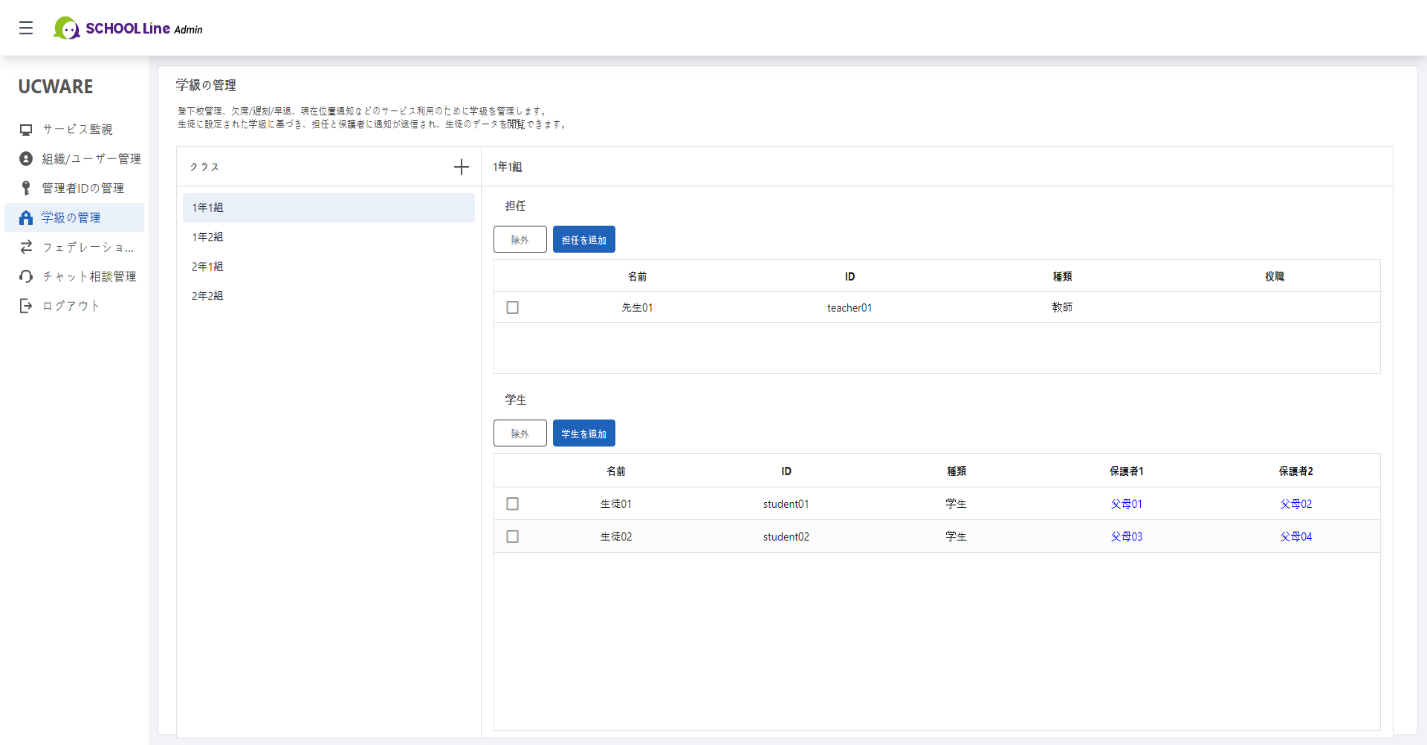 SCHOOL Line Admin
UCWARE
サービス監視
組織/ユーザー管理
管理者IDの管理
学級の管理
フェデレーショ...
チャット相談管理
ログアウト
学級の管理
登下校管理、欠席/遅刻/早退、現在位置通知などのサービス利用のために学級を管理します。
生徒に設定された学級に基づき、担任と保護者に通知が送信され、生徒のデータを閲覧できます。
クラス
1年1組
1年2組
2年1組
2年2組
1年1組
担任
除外 担任を追加
名前 ID 種類 役職
先生01 teacher01 教師
学生
除外 学生を追加
名前 ID 種類 保護者1 保護者2
生徒01 student01 学生 父母01 父母02
生徒02 student02 学生 父母03 父母04